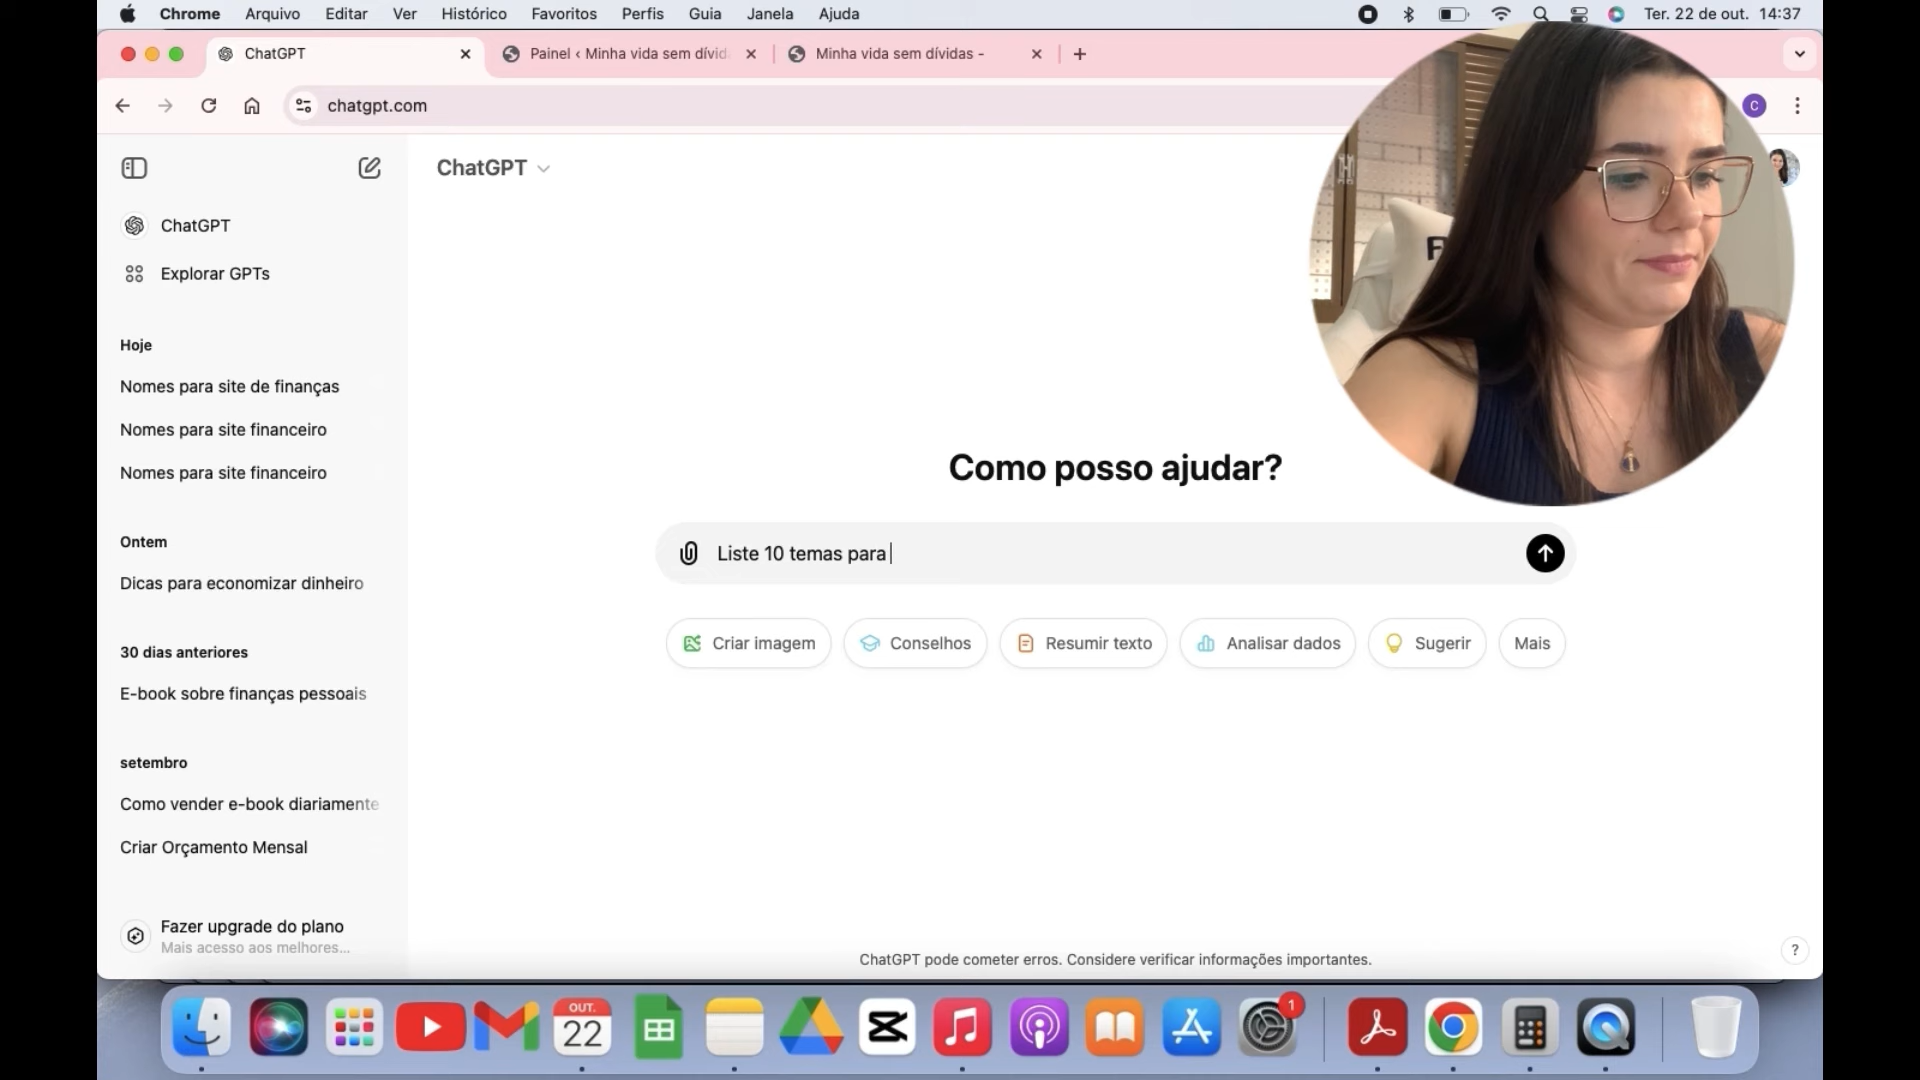 Chrome Arquivo Editar Ver Histórico Favoritos Perfis Guia Janela Ajuda Ter. 22 de out. 14:37
ChatGPT Painel ‹ Minha vida sem dívid Minha vida sem dívidas -
chatgpt.com C
ChatGPT
ChatGPT
Explorar GPTs
F
Hoje
Nomes para site de finanças
Nomes para site financeiro
Nomes para site financeiro
Como posso ajudar?
Ontem
Liste 10 temas para
Dicas para economizar dinheiro
Criar imagem Conselhos Resumir texto Analisar dados Sugerir Mais
30 dias anteriores
E-book sobre finanças pessoais
setembro
Como vender e-book diariamente
Criar Orçamento Mensal
Fazer upgrade do plano
Mais acesso aos melhores...
ChatGPT pode cometer erros. Considere verificar informações importantes. ?
OUT.
22
1